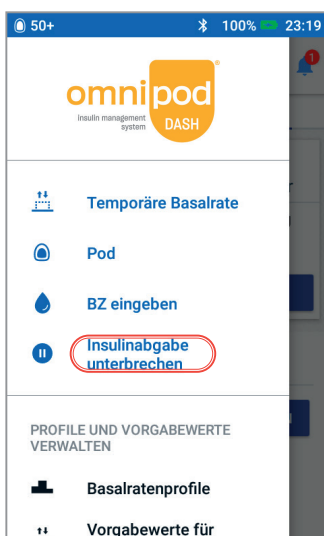 50+ 100% 23:19
1
omnipod®
insulin management
system DASH
Temporäre Basalrate
Pod
BZ eingeben
Insulinabgabe
unterbrechen
PROFILE UND VORGABEWERTE
VERWALTEN
Basalratenprofile
Vorgabewerte für